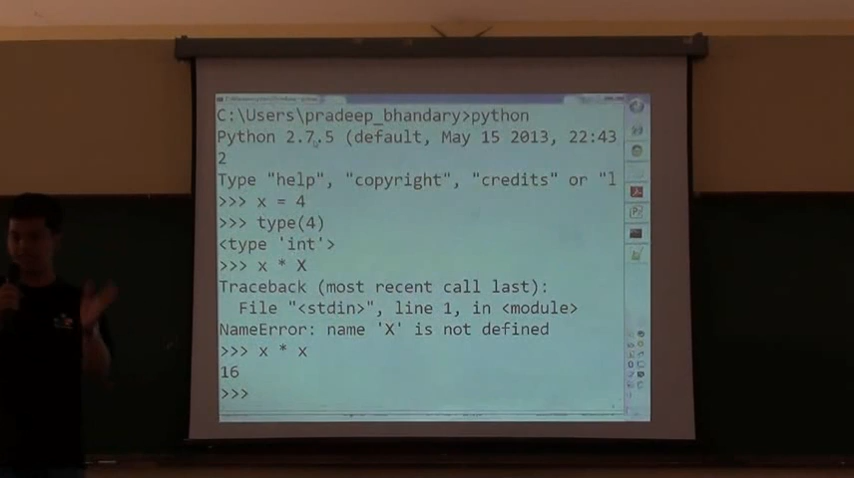 C:\Users\pradeep_bhandary>python
Python 2.7.5 (default, May 15 2013, 22:43
2
Type "help", "copyright", "credits" or "l
>>> x = 4
>>> type(4)
<type 'int'>
>>> x * X
Traceback (most recent call last):
  File "<stdin>", line 1, in <module>
NameError: name 'X' is not defined
>>> x * x
16
>>>